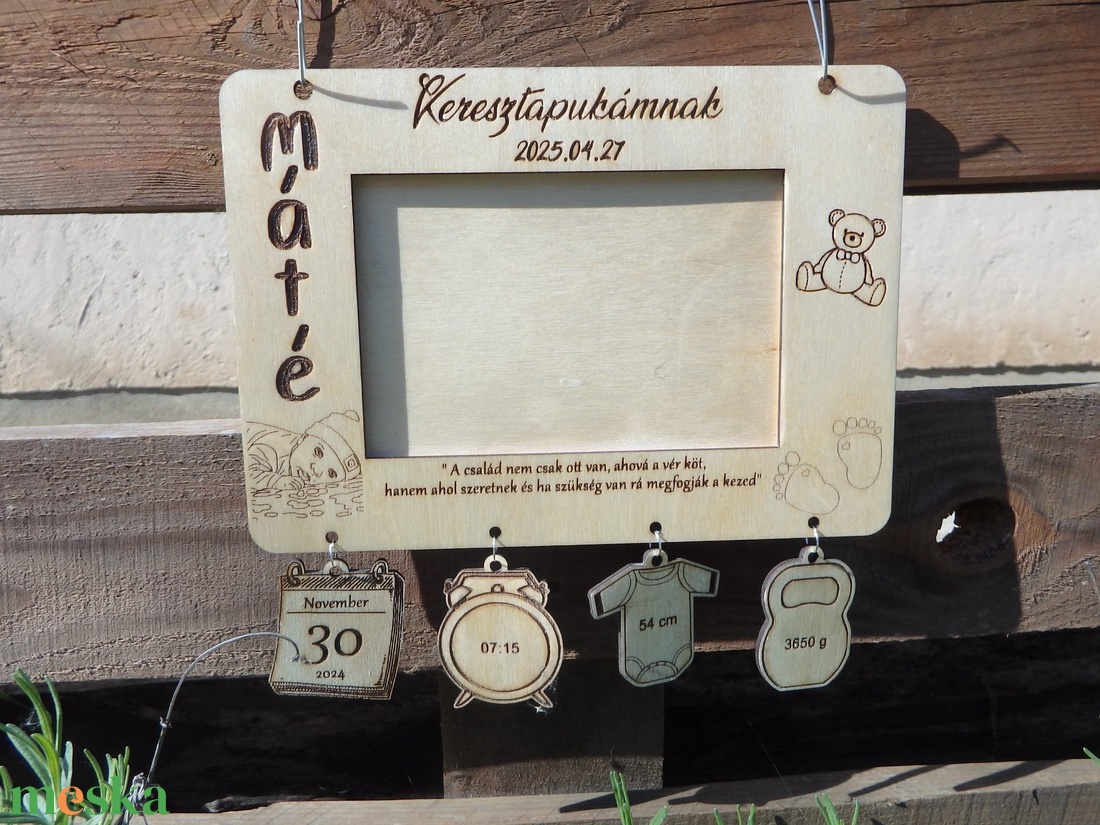 Keresztapukámnak
2025.04.27
Máté
" A család nem csak ott van, ahová a vér köt,
hanem ahol szeretnek és ha szükség van rá megfogják a kezed"
November
30
2024
07:15
54 cm
3650 g
meska